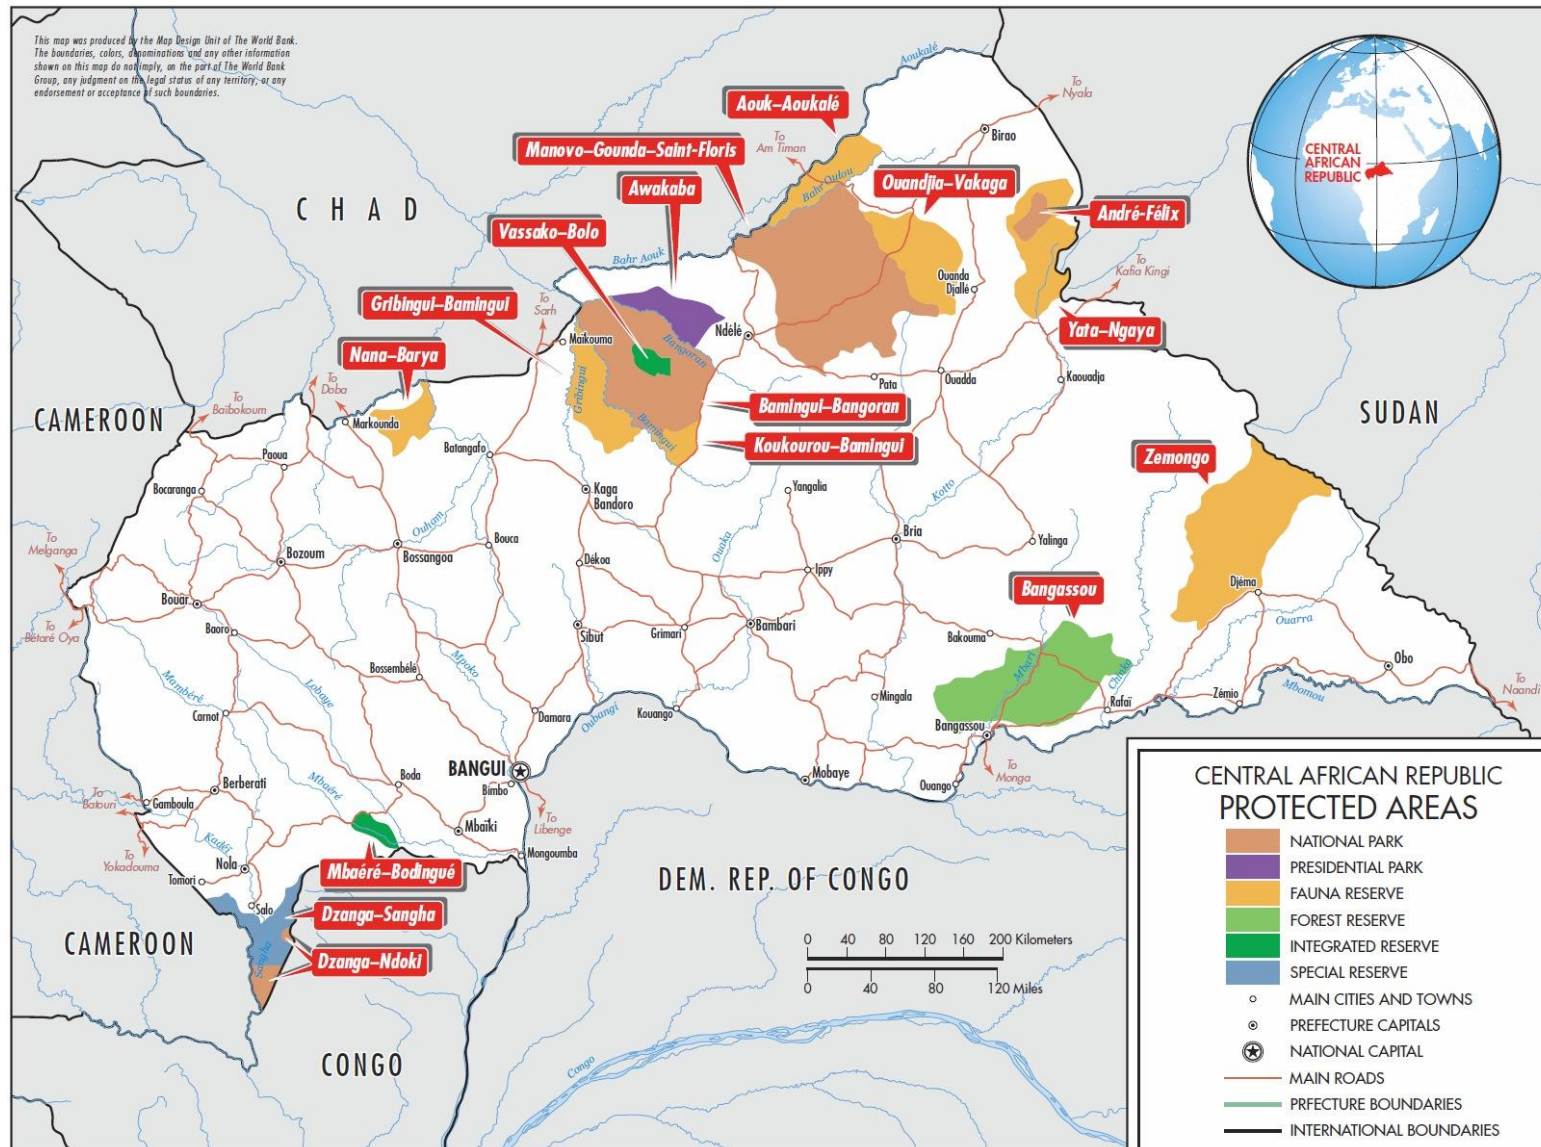 This map was produced by the Map Design Unit of The World Bank.
The boundaries, colors, denominations and any other information
shown on this map do not imply, on the part of The World Bank
Group, any judgment on the legal status of any territory, or any
endorsement or acceptance of such boundaries.
Aoukalé
To
Nyala
Aouk–Aoukalé
To
Am Timan
Birao
Manovo–Gounda–Saint-Floris
Bahr Oulou
Ouandjia–Vakaga
Awakaba
CENTRAL
AFRICAN
REPUBLIC
CHAD
André-Félix
Vassako–Bolo
Bahr Aouk
To
Kafia Kingi
Ouanda
Djallé
Gribingui–Bamingui
To
Sarh
Maïkouma
Ndélé
Yata–Ngaya
Nana–Barya
Bangoran
Gribingui
Pata
Ouadda
Kaouadja
To
Doba
To
Baïbokoum
CAMEROON
Markounda
Bamingui–Bangoran
SUDAN
Bamingui
Koukourou–Bamingui
Batangafo
Zemongo
Paoua
Bocaranga
Kaga
Bandoro
Yangalia
Kotto
Ouham
Ouaka
Bria
Yalinga
To
Melganga
Bozoum
Bossangoa
Bouca
Dékoa
Ippy
Bangassou
Djéma
Bouar
To
Bétaré Oya
Baoro
Sibut
Grimari
Bambari
Bakouma
Ouarra
Mpoko
Bossembélé
Mbari
Chinko
Obo
Mambéré
Lobaye
Mingala
Rafaï
Zémio
Mbomou
To
Naandi
Carnot
Damara
Oubangi
Kouango
Bangassou
To
Monga
BANGUI
Bimbo
Boda
Mbaéré
Mobaye
Ouango
Berberati
To
Batouri
Gamboula
To
Libenge
Mbaïki
Kadéï
To
Yokadouma
Nola
Mongoumba
Tomori
Mbaéré–Bodingué
DEM. REP. OF CONGO
Salo
Dzanga–Sangha
CAMEROON
Sangha
Dzanga–Ndoki
0 40 80 120 160 200 Kilometers
0 40 80 120 Miles
CONGO
Congo
CENTRAL AFRICAN REPUBLIC
PROTECTED AREAS
NATIONAL PARK
PRESIDENTIAL PARK
FAUNA RESERVE
FOREST RESERVE
INTEGRATED RESERVE
SPECIAL RESERVE
MAIN CITIES AND TOWNS
PREFECTURE CAPITALS
NATIONAL CAPITAL
MAIN ROADS
PRFECTURE BOUNDARIES
INTERNATIONAL BOUNDARIES